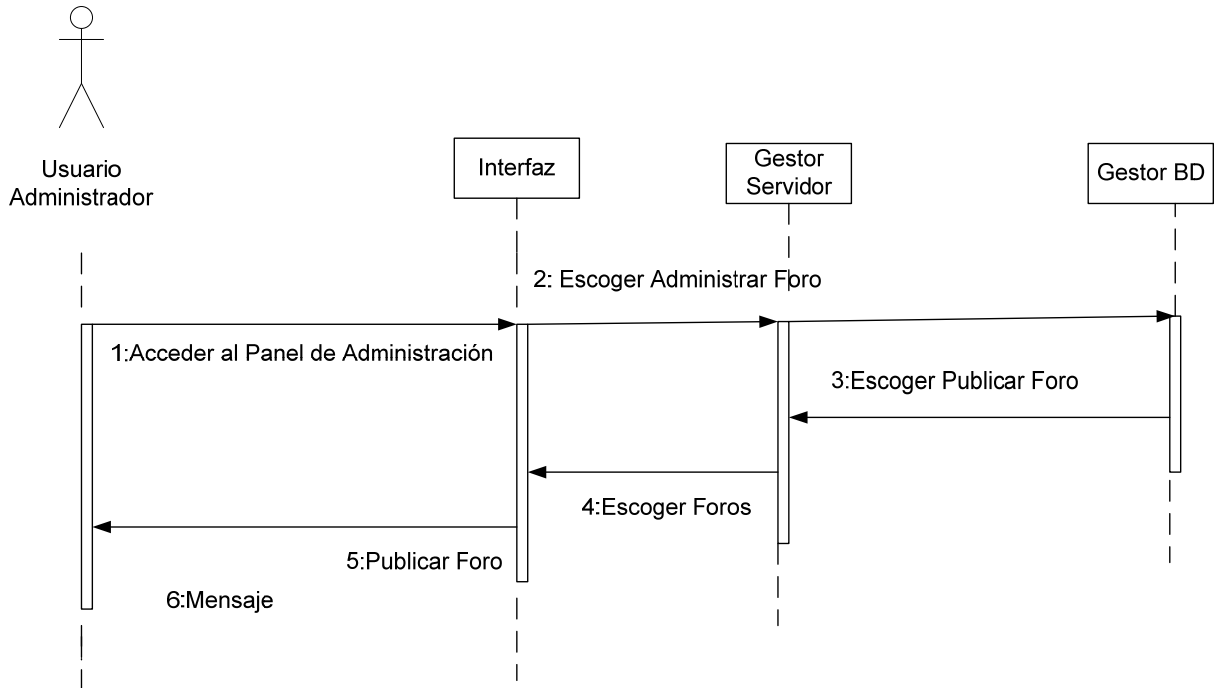 Usuario
Administrador
Interfaz
Gestor
Servidor
Gestor BD
2: Escoger Administrar Foro
1:Acceder al Panel de Administración
3:Escoger Publicar Foro
4:Escoger Foros
5:Publicar Foro
6:Mensaje